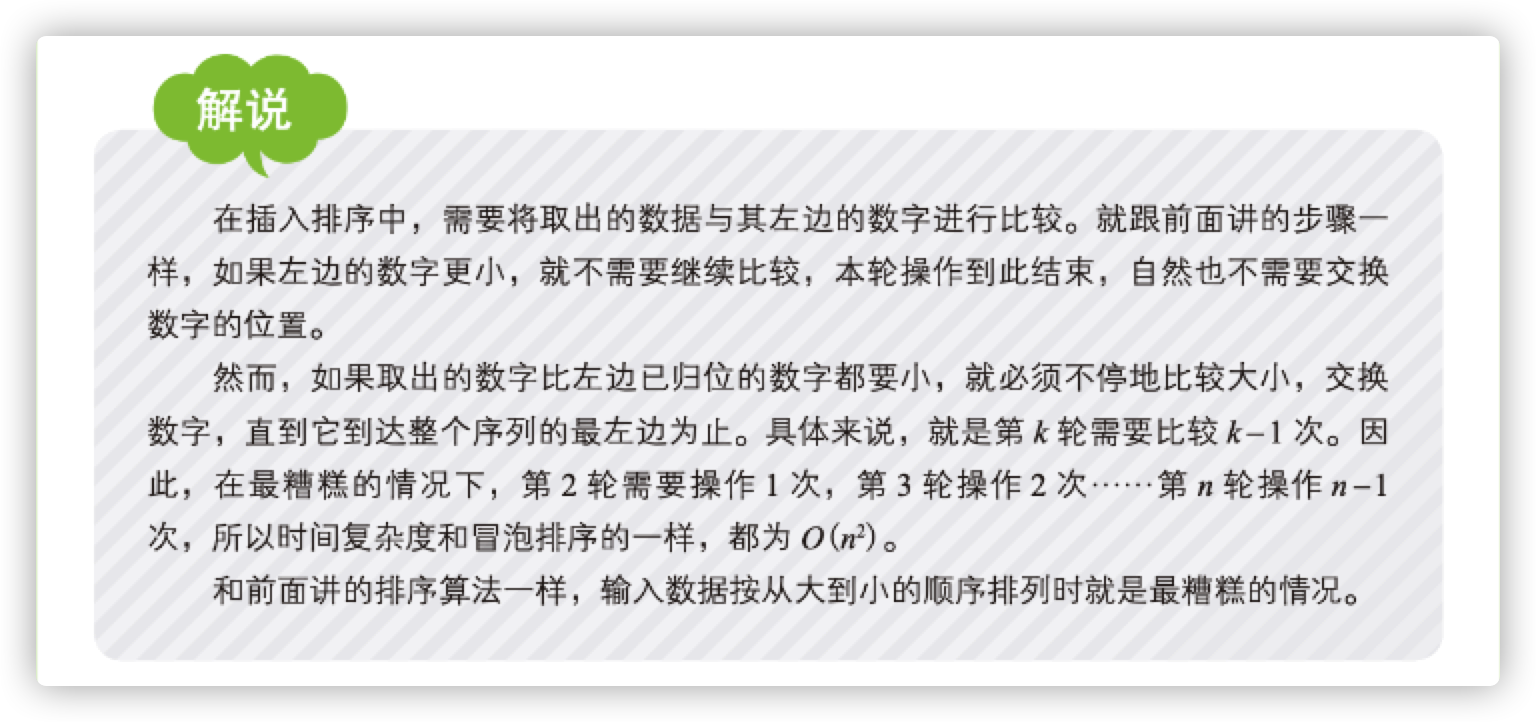 解说
在插入排序中，需要将取出的数据与其左边的数字进行比较。就跟前面讲的步骤一
样，如果左边的数字更小，就不需要继续比较，本轮操作到此结束，自然也不需要交换
数字的位置。
然而，如果取出的数字比左边已归位的数字都要小，就必须不停地比较大小，交换
数字，直到它到达整个序列的最左边为止。具体来说，就是第 k 轮需要比较 k−1 次。因
此，在最糟糕的情况下，第 2 轮需要操作 1 次，第 3 轮操作 2 次……第 n 轮操作 n−1
次，所以时间复杂度和冒泡排序的一样，都为 O(n²)。
和前面讲的排序算法一样，输入数据按从大到小的顺序排列时就是最糟糕的情况。